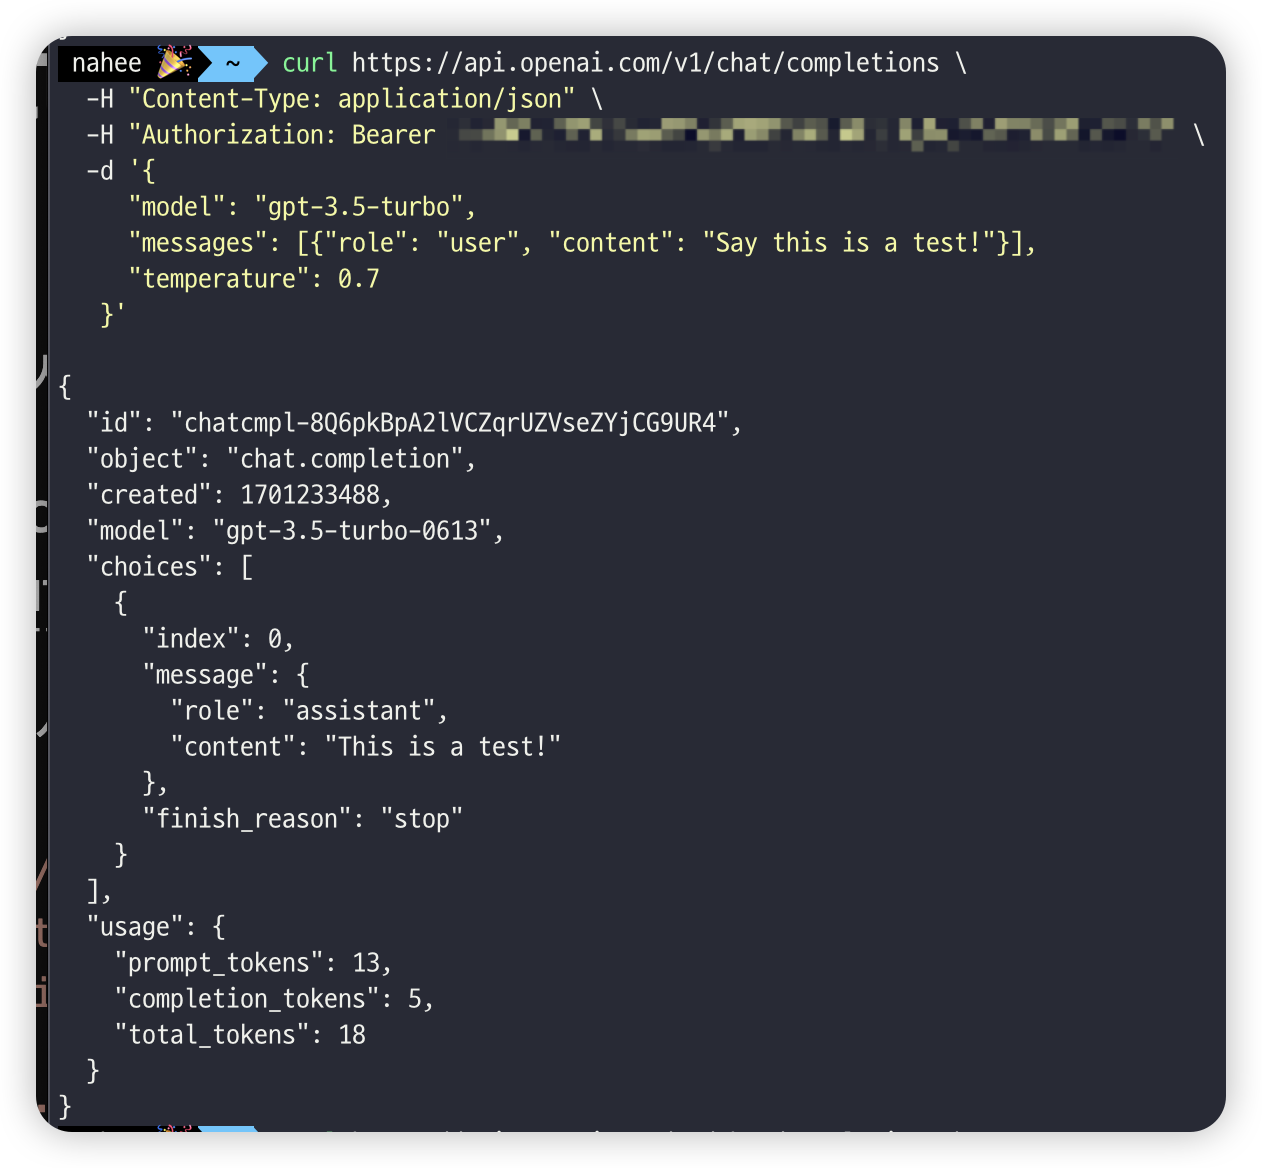 nahee 🎉 ~ curl https://api.openai.com/v1/chat/completions \
  -H "Content-Type: application/json" \
  -H "Authorization: Bearer \
  -d '{
     "model": "gpt-3.5-turbo",
     "messages": [{"role": "user", "content": "Say this is a test!"}],
     "temperature": 0.7
   }'
{
  "id": "chatcmpl-8Q6pkBpA2lVCZqrUZVseZYjCG9UR4",
  "object": "chat.completion",
  "created": 1701233488,
  "model": "gpt-3.5-turbo-0613",
  "choices": [
    {
      "index": 0,
      "message": {
        "role": "assistant",
        "content": "This is a test!"
      },
      "finish_reason": "stop"
    }
  ],
  "usage": {
    "prompt_tokens": 13,
    "completion_tokens": 5,
    "total_tokens": 18
  }
}